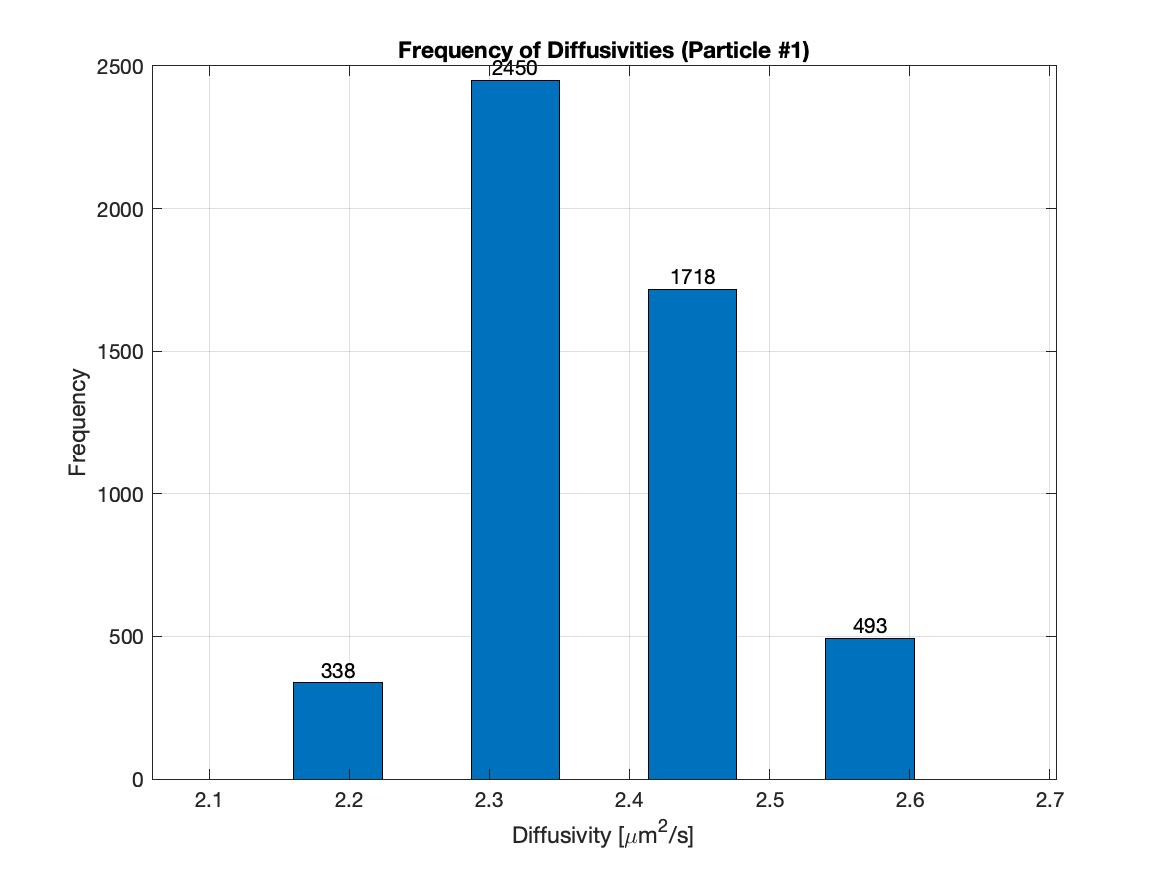 Frequency of Diffusivities (Particle #1)
2500
2450
2000
1718
1500
Frequency
1000
500
493
338
0
2.1 2.2 2.3 2.4 2.5 2.6 2.7
Diffusivity [μm²/s]